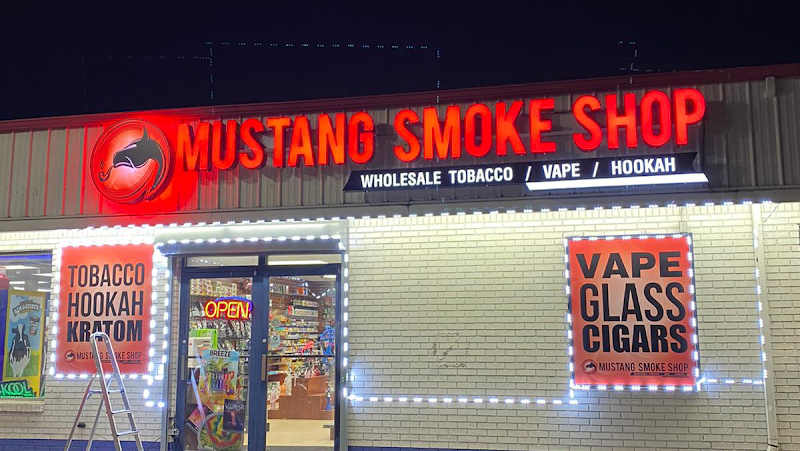 MUSTANG SMOKE SHOP
WHOLESALE TOBACCO / VAPE / HOOKAH
TOBACCO
HOOKAH
KRATOM
MUSTANG SMOKE SHOP
OPEN
BREEZE
VAPE
GLASS
CIGARS
MUSTANG SMOKE SHOP